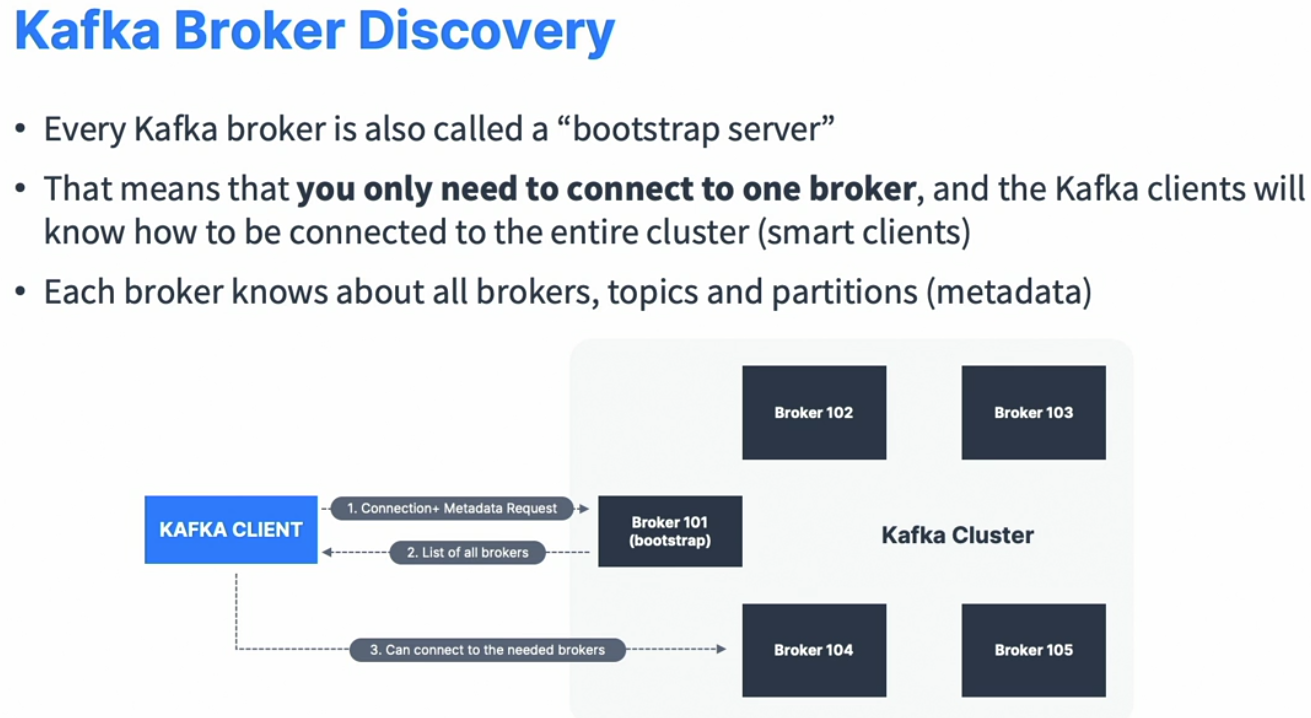 Kafka Broker Discovery
• Every Kafka broker is also called a “bootstrap server”
• That means that you only need to connect to one broker, and the Kafka clients will
know how to be connected to the entire cluster (smart clients)
• Each broker knows about all brokers, topics and partitions (metadata)
Broker 102
Broker 103
KAFKA CLIENT
1. Connection+ Metadata Request
2. List of all brokers
Broker 101
(bootstrap)
Kafka Cluster
3. Can connect to the needed brokers
Broker 104
Broker 105